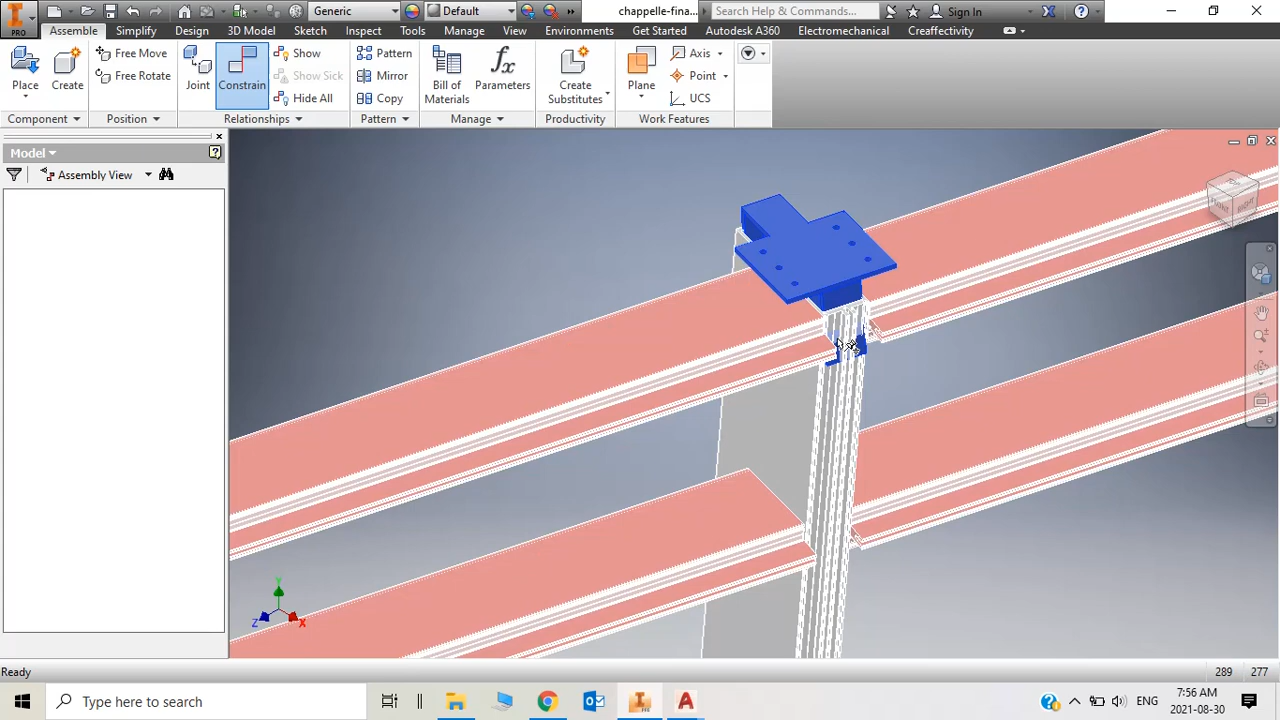 Generic
Default
chappelle-fina...
Search Help & Commands...
Sign In
PRO
Assemble
Simplify
Design
3D Model
Sketch
Inspect
Tools
Manage
View
Environments
Get Started
Autodesk A360
Electromechanical
Creaffectivity
Place
Create
Free Move
Free Rotate
Joint
Constrain
Show
Show Sick
Hide All
Pattern
Mirror
Copy
Bill of
Materials
Parameters
Create
Substitutes
Plane
Axis
Point
UCS
Component
Position
Relationships
Pattern
Manage
Productivity
Work Features
Model
Assembly View
FRONT
RIGHT
Y
Z
X
Ready
289
277
Type here to search
ENG
7:56 AM
2021-08-30